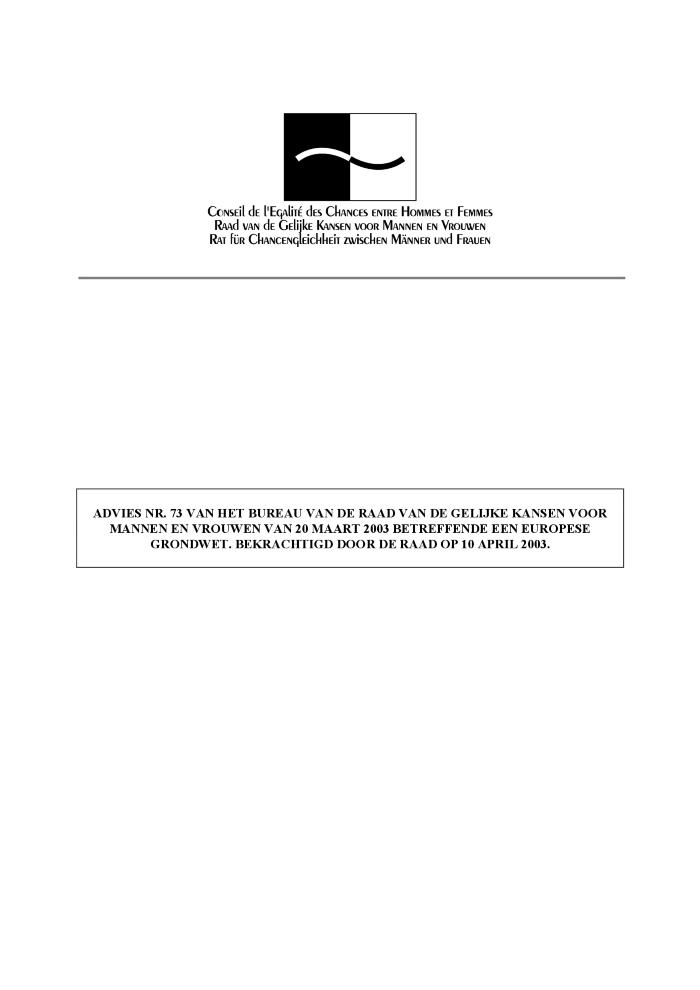 Conseil de l'Egalité des Chances entre Hommes et Femmes
Raad van de Gelijke Kansen voor Mannen en Vrouwen
Rat für Chancengleichheit zwischen Männer und Frauen
ADVIES NR. 73 VAN HET BUREAU VAN DE RAAD VAN DE GELIJKE KANSEN VOOR
MANNEN EN VROUWEN VAN 20 MAART 2003 BETREFFENDE EEN EUROPESE
GRONDWET. BEKRACHTIGD DOOR DE RAAD OP 10 APRIL 2003.